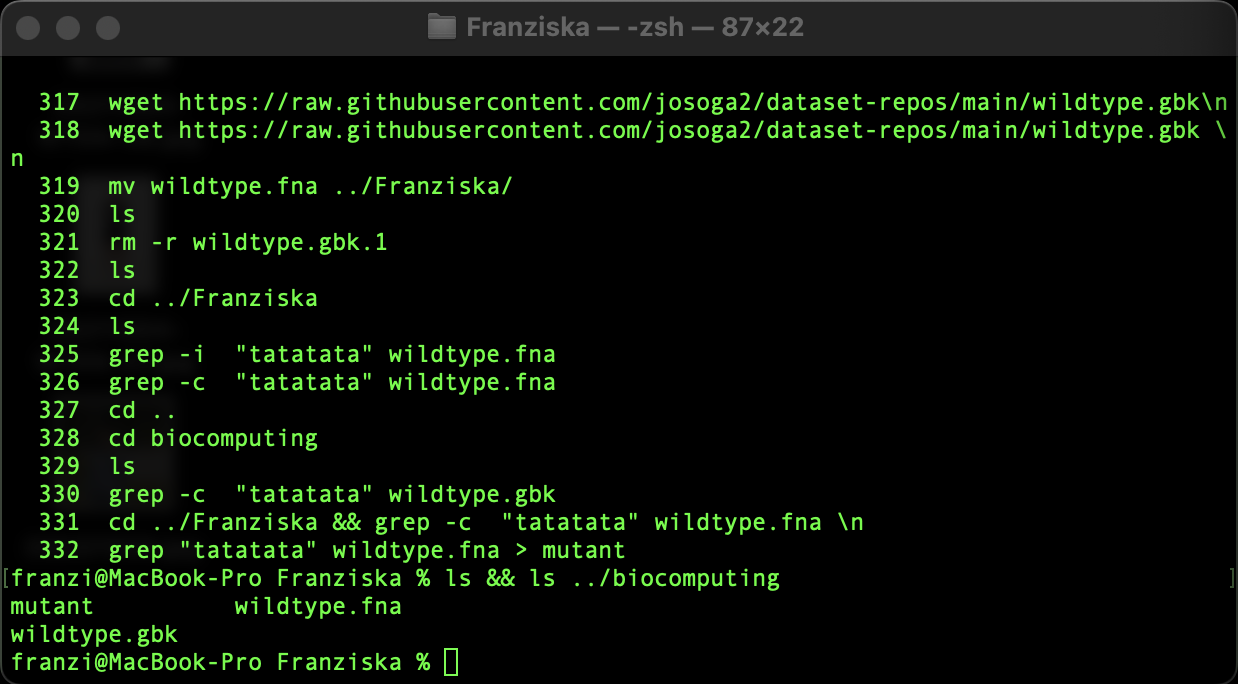 Franziska — -zsh — 87×22
317  wget https://raw.githubusercontent.com/josoga2/dataset-repos/main/wildtype.gbk\n
318  wget https://raw.githubusercontent.com/josoga2/dataset-repos/main/wildtype.gbk \
n
319  mv wildtype.fna ../Franziska/
320  ls
321  rm -r wildtype.gbk.1
322  ls
323  cd ../Franziska
324  ls
325  grep -i  "tatatata" wildtype.fna
326  grep -c  "tatatata" wildtype.fna
327  cd ..
328  cd biocomputing
329  ls
330  grep -c  "tatatata" wildtype.gbk
331  cd ../Franziska && grep -c  "tatatata" wildtype.fna \n
332  grep "tatatata" wildtype.fna > mutant
[franzi@MacBook-Pro Franziska % ls && ls ../biocomputing ]
mutant          wildtype.fna
wildtype.gbk
franzi@MacBook-Pro Franziska %